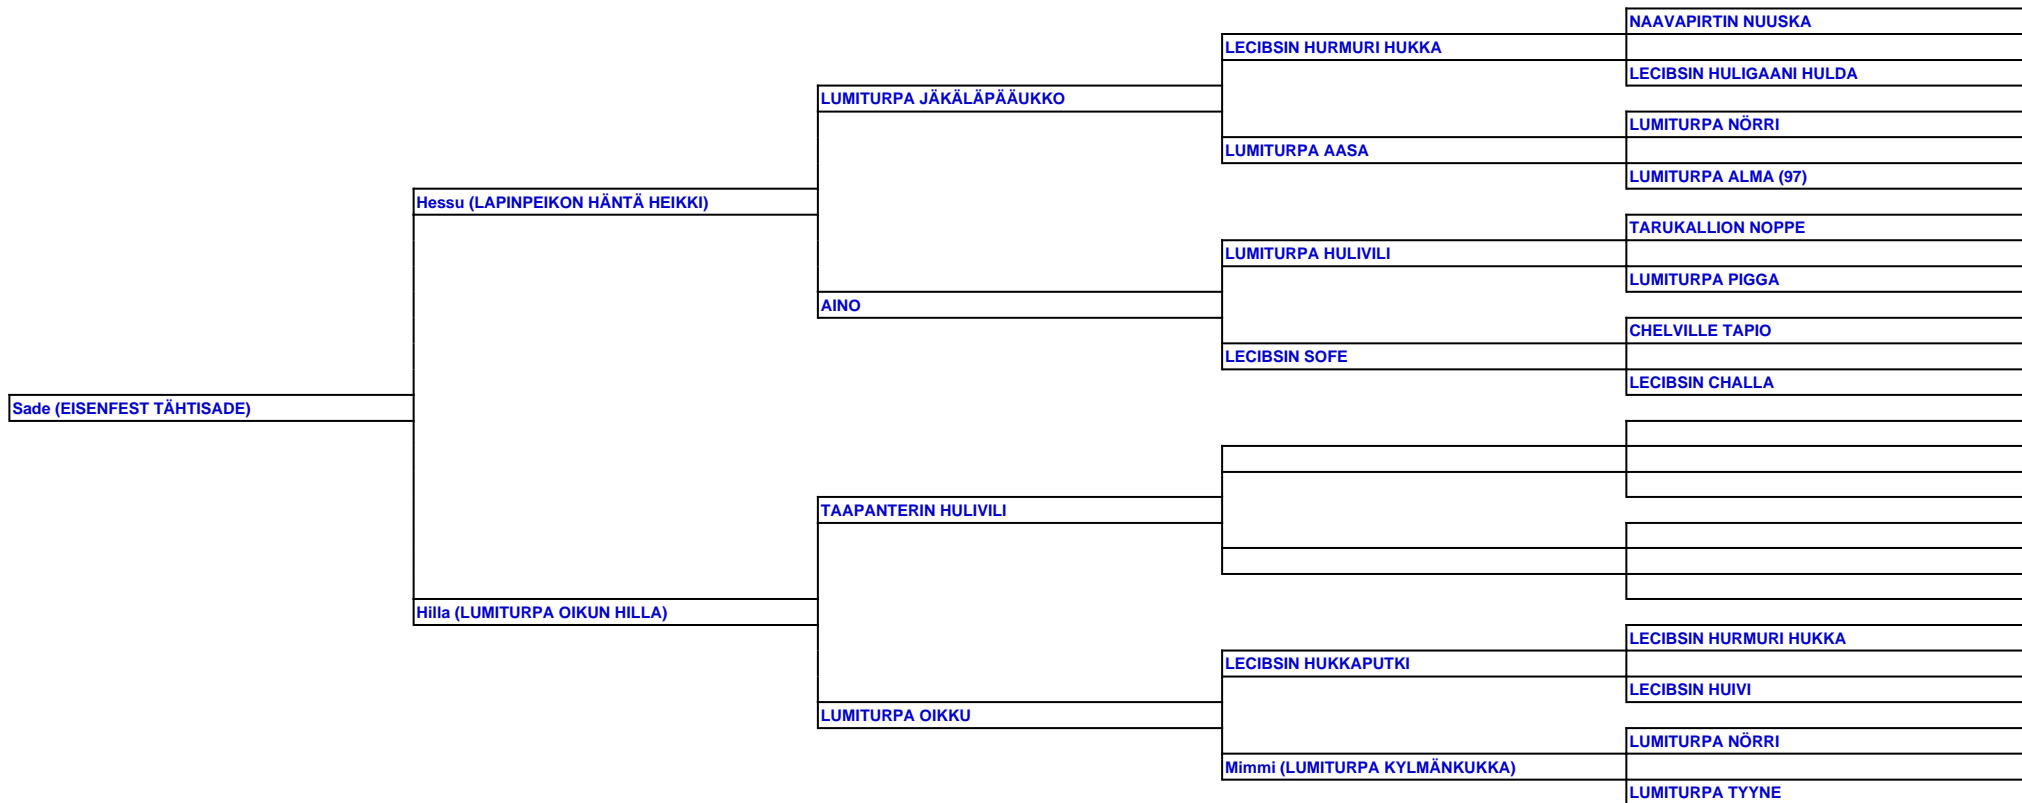 NAAVAPIRTIN NUUSKA
LECIBSIN HURMURI HUKKA
LECIBSIN HULIGAANI HULDA
LUMITURPA JÄKÄLÄPÄÄUKKO
LUMITURPA NÖRRI
LUMITURPA AASA
LUMITURPA ALMA (97)
Hessu (LAPINPEIKON HÄNTÄ HEIKKI)
TARUKALLION NOPPE
LUMITURPA HULIVILI
LUMITURPA PIGGA
AINO
CHELVILLE TAPIO
LECIBSIN SOFE
LECIBSIN CHALLA
Sade (EISENFEST TÄHTISADE)
TAAPANTERIN HULIVILI
Hilla (LUMITURPA OIKUN HILLA)
LECIBSIN HURMURI HUKKA
LECIBSIN HUKKAPUTKI
LECIBSIN HUIVI
LUMITURPA OIKKU
LUMITURPA NÖRRI
Mimmi (LUMITURPA KYLMÄNKUKKA)
LUMITURPA TYYNE